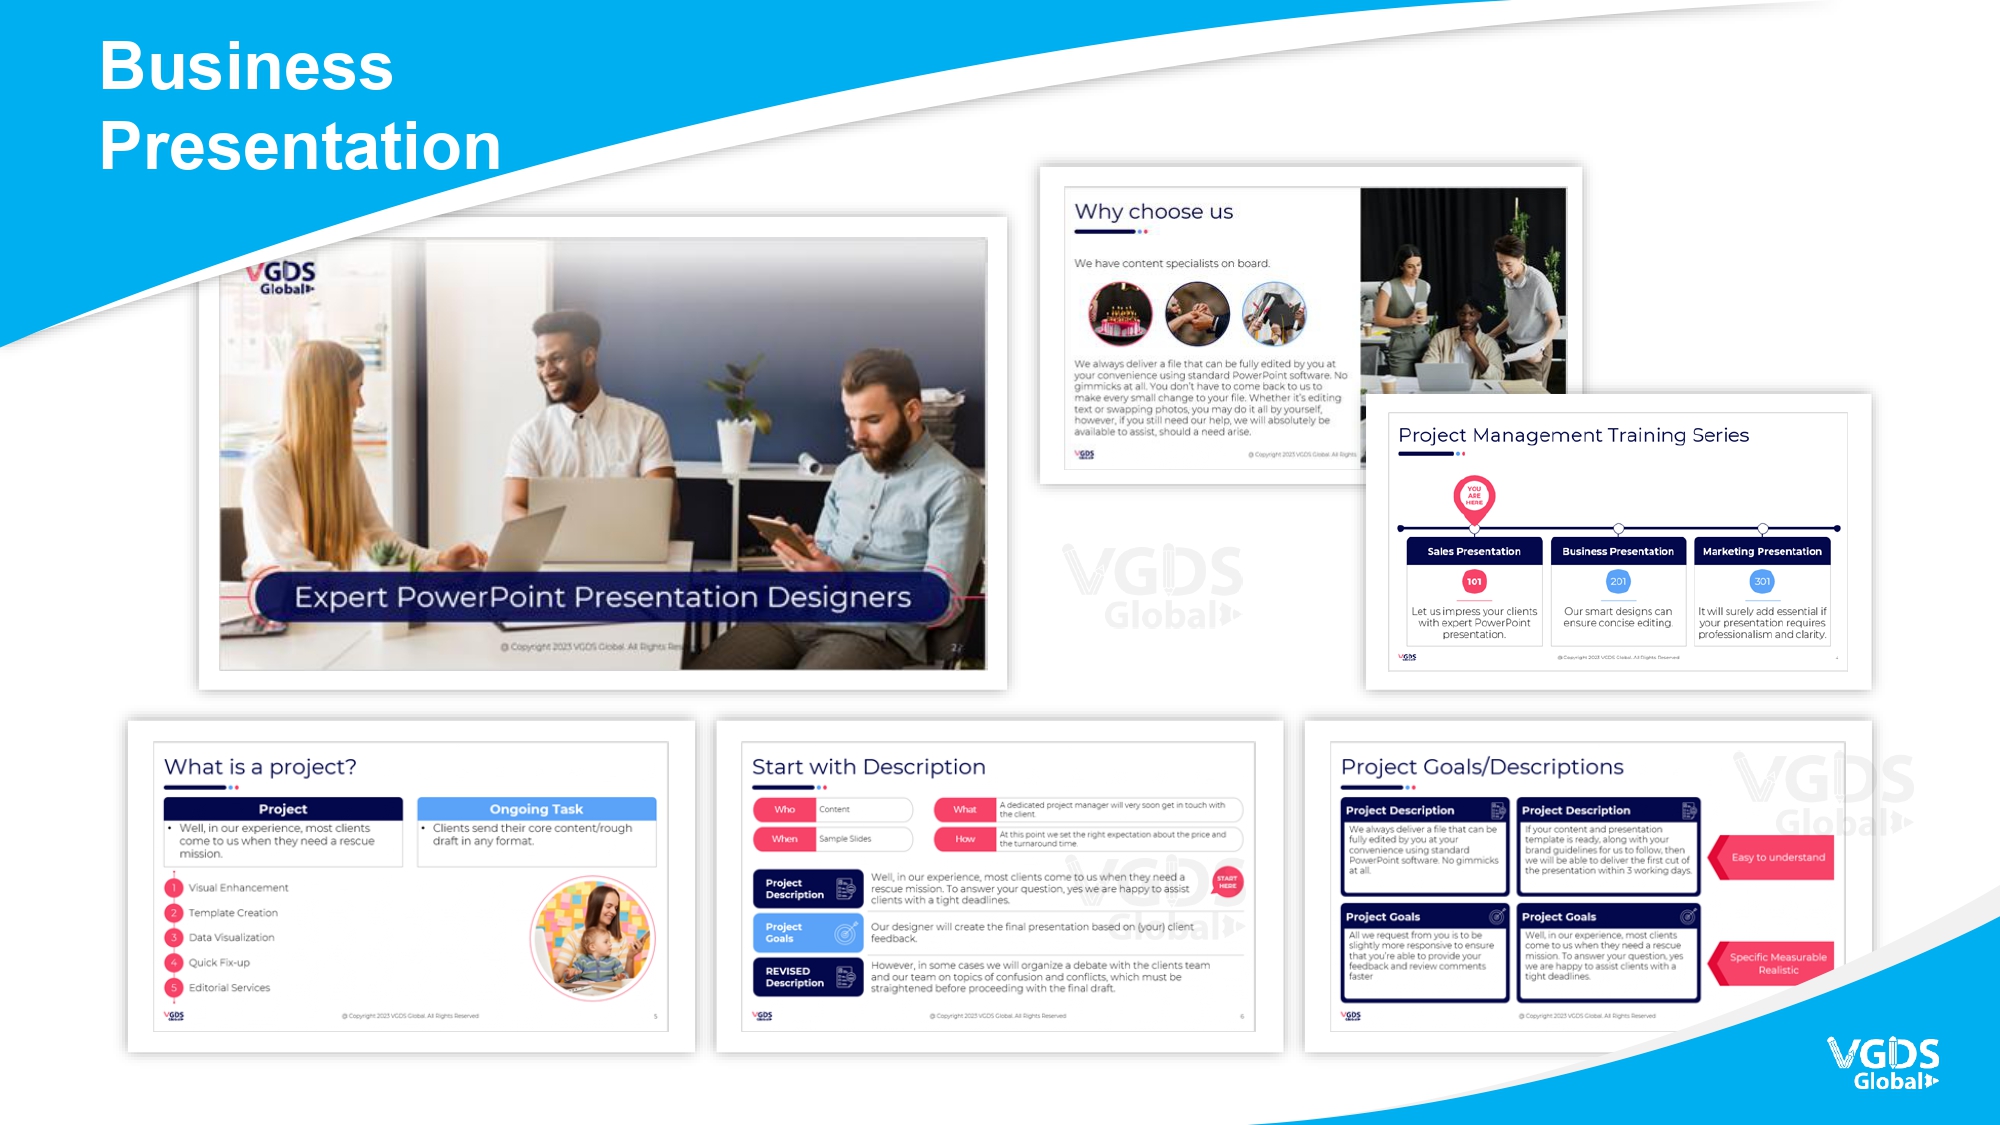 Business
Presentation
VGDS
Global
Expert PowerPoint Presentation Designers
@ Copyright 2023 VGDS Global. All Rights
Why choose us
We have content specialists on board.
We always deliver a file that can be fully edited by you at
your convenience using standard PowerPoint software. No
gimmicks at all. You don't have to come back to us to
make every small change to your file. Whether it's editing
text or swapping photos, you may do it all by yourself,
however, if you still need our help, we will absolutely be
available to assist, should a need arise.
VGDS
Global
@ Copyright 2023 VGDS Global. All Rights.
Project Management Training Series
YOU
ARE
HERE
Sales Presentation
101
Let us impress your clients
with expert PowerPoint
presentation.
Business Presentation
201
Our smart designs can
ensure concise editing.
Marketing Presentation
301
It will surely add essential if
your presentation requires
professionalism and clarity.
VGDS
Global
@ Copyright 2023 VGDS Global. All Rights Reserved
VGDS
Global
What is a project?
Project
• Well, in our experience, most clients
come to us when they need a rescue
mission.
Ongoing Task
• Clients send their core content/rough
draft in any format.
1 Visual Enhancement
2 Template Creation
3 Data Visualization
4 Quick Fix-up
5 Editorial Services
VGDS
Global
@ Copyright 2023 VGDS Global. All Rights Reserved
5
Start with Description
Who Content
What A dedicated project manager will very soon get in touch with
the client
When Sample Slides
How At this point we set the right expectation about the price and
the turnaround time.
Project
Description
Well, in our experience, most clients come to us when they need a
rescue mission. To answer your question, yes we are happy to assist
clients with a tight deadlines.
START
HERE
Project
Goals
Our designer will create the final presentation based on (your) client
feedback.
REVISED
Description
However, in some cases we will organize a debate with the clients team
and our team on topics of confusion and conflicts, which must be
straightened before proceeding with the final draft.
VGDS
Global
@ Copyright 2023 VGDS Global. All Rights Reserved
6
VGDS
Global
Project Goals/Descriptions
Project Description
We always deliver a file that can be
fully edited by you at your
convenience using standard
PowerPoint software. No gimmicks
at all.
Project Description
If your content and presentation
template is ready, along with your
brand guidelines for us to follow, then
we will be able to deliver the first cut of
the presentation within 3 working days.
Easy to understand
Project Goals
All we request from you is to be
slightly more responsive to ensure
that you're able to provide your
feedback and review comments
faster
Project Goals
Well, in our experience, most clients
come to us when they need a rescue
mission. To answer your question, yes
we are happy to assist clients with a
tight deadlines.
Specific Measurable
Realistic
VGDS
Global
@ Copyright 2023 VGDS Global. All Rights Reserved
VGDS
Global
VGDS
Global